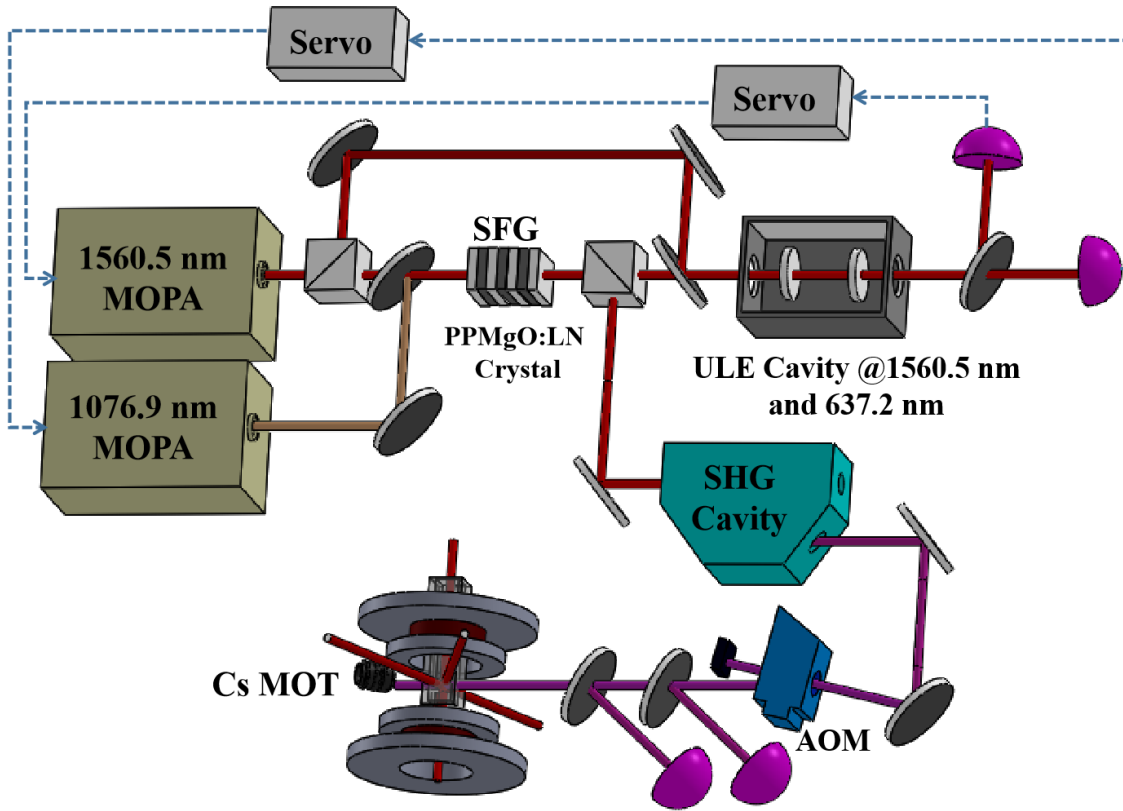 Servo
Servo
1560.5 nm
MOPA
SFG
PPMgO:LN
Crystal
ULE Cavity @1560.5 nm
and 637.2 nm
1076.9 nm
MOPA
SHG
Cavity
Cs MOT
AOM